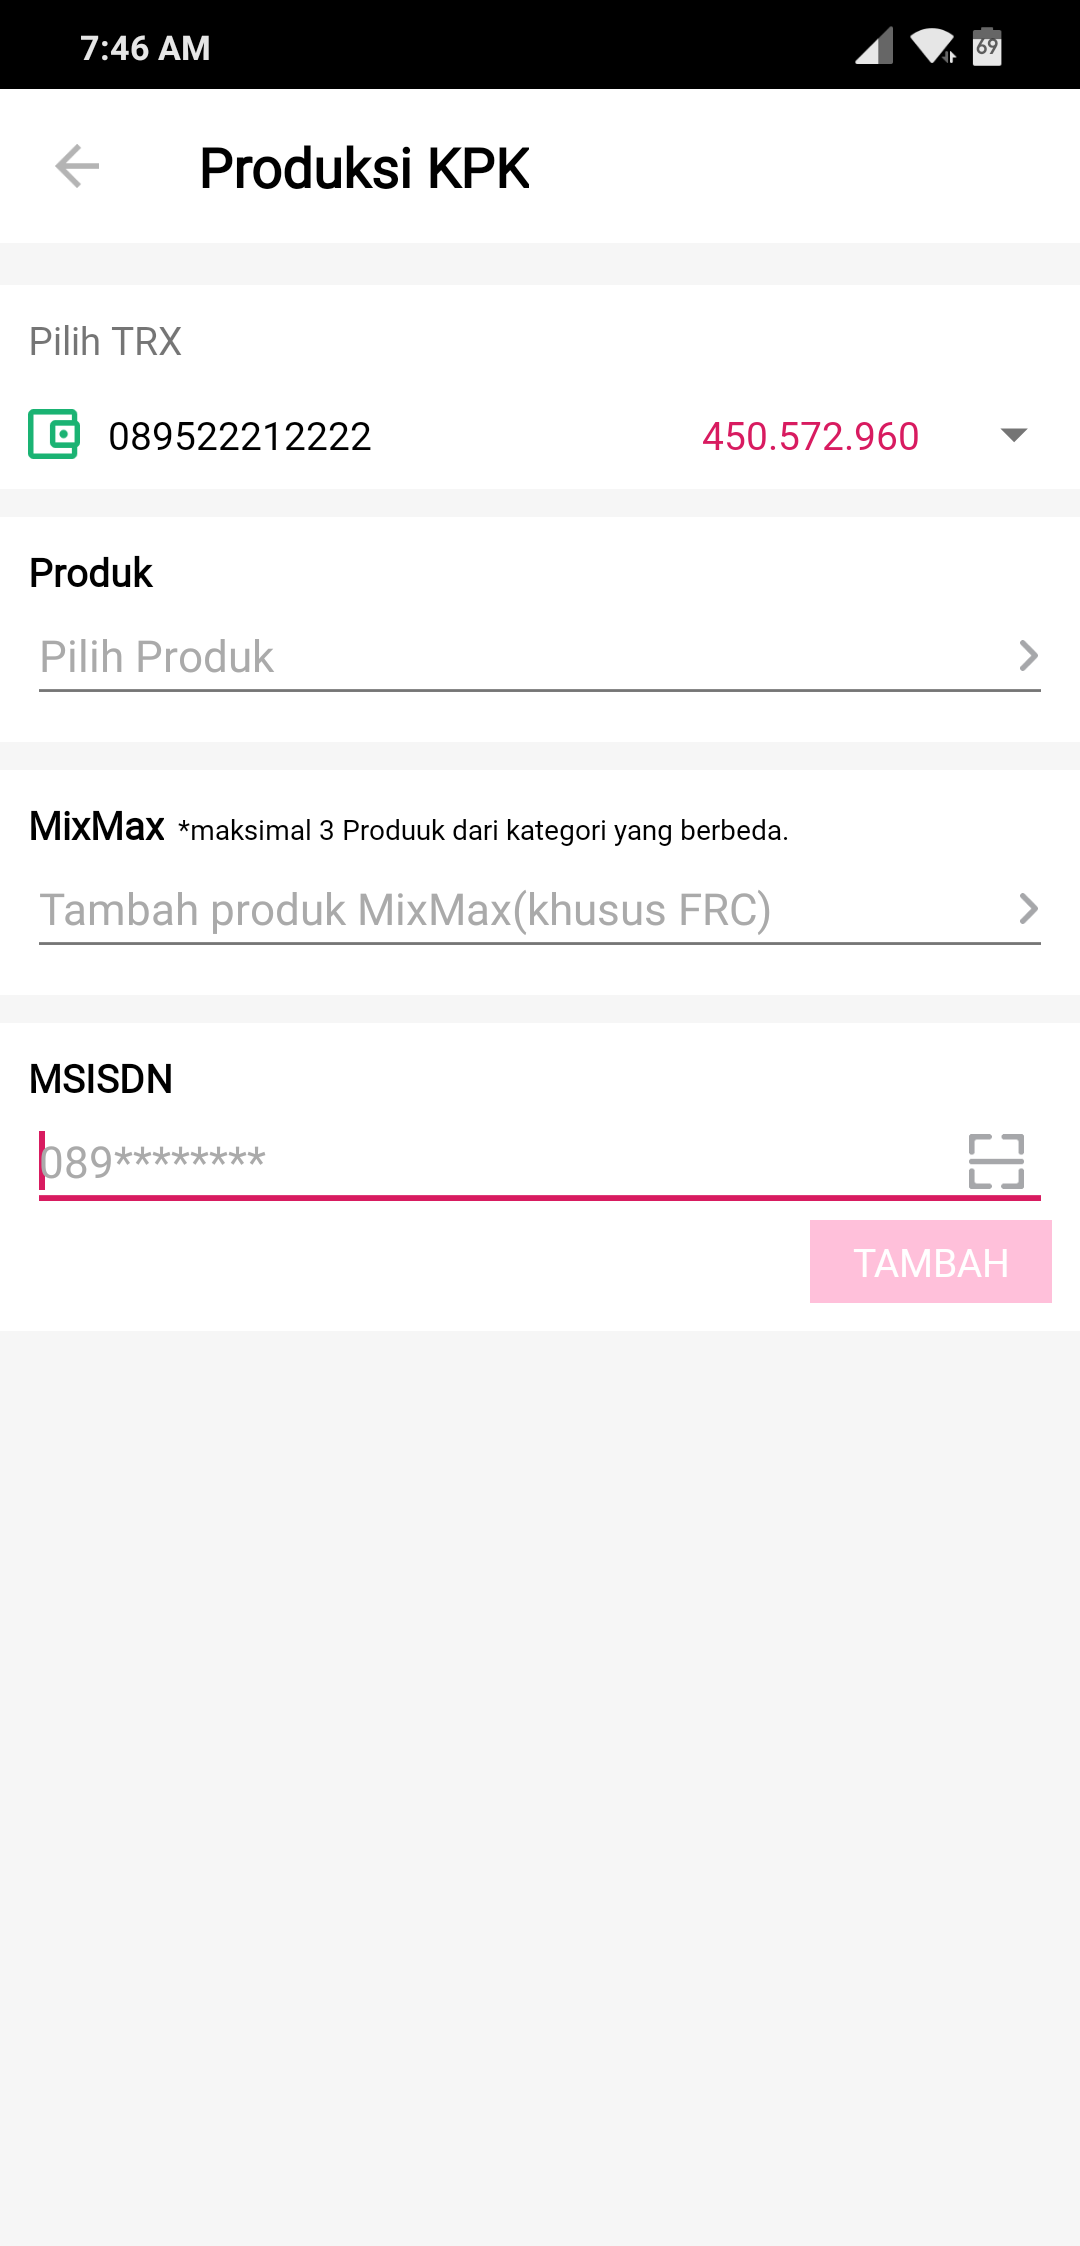 7:46 AM
69
Produksi KPK
Pilih TRX
089522212222 450.572.960
Produk
Pilih Produk
MixMax *maksimal 3 Produuk dari kategori yang berbeda.
Tambah produk MixMax(khusus FRC)
MSISDN
089********
TAMBAH